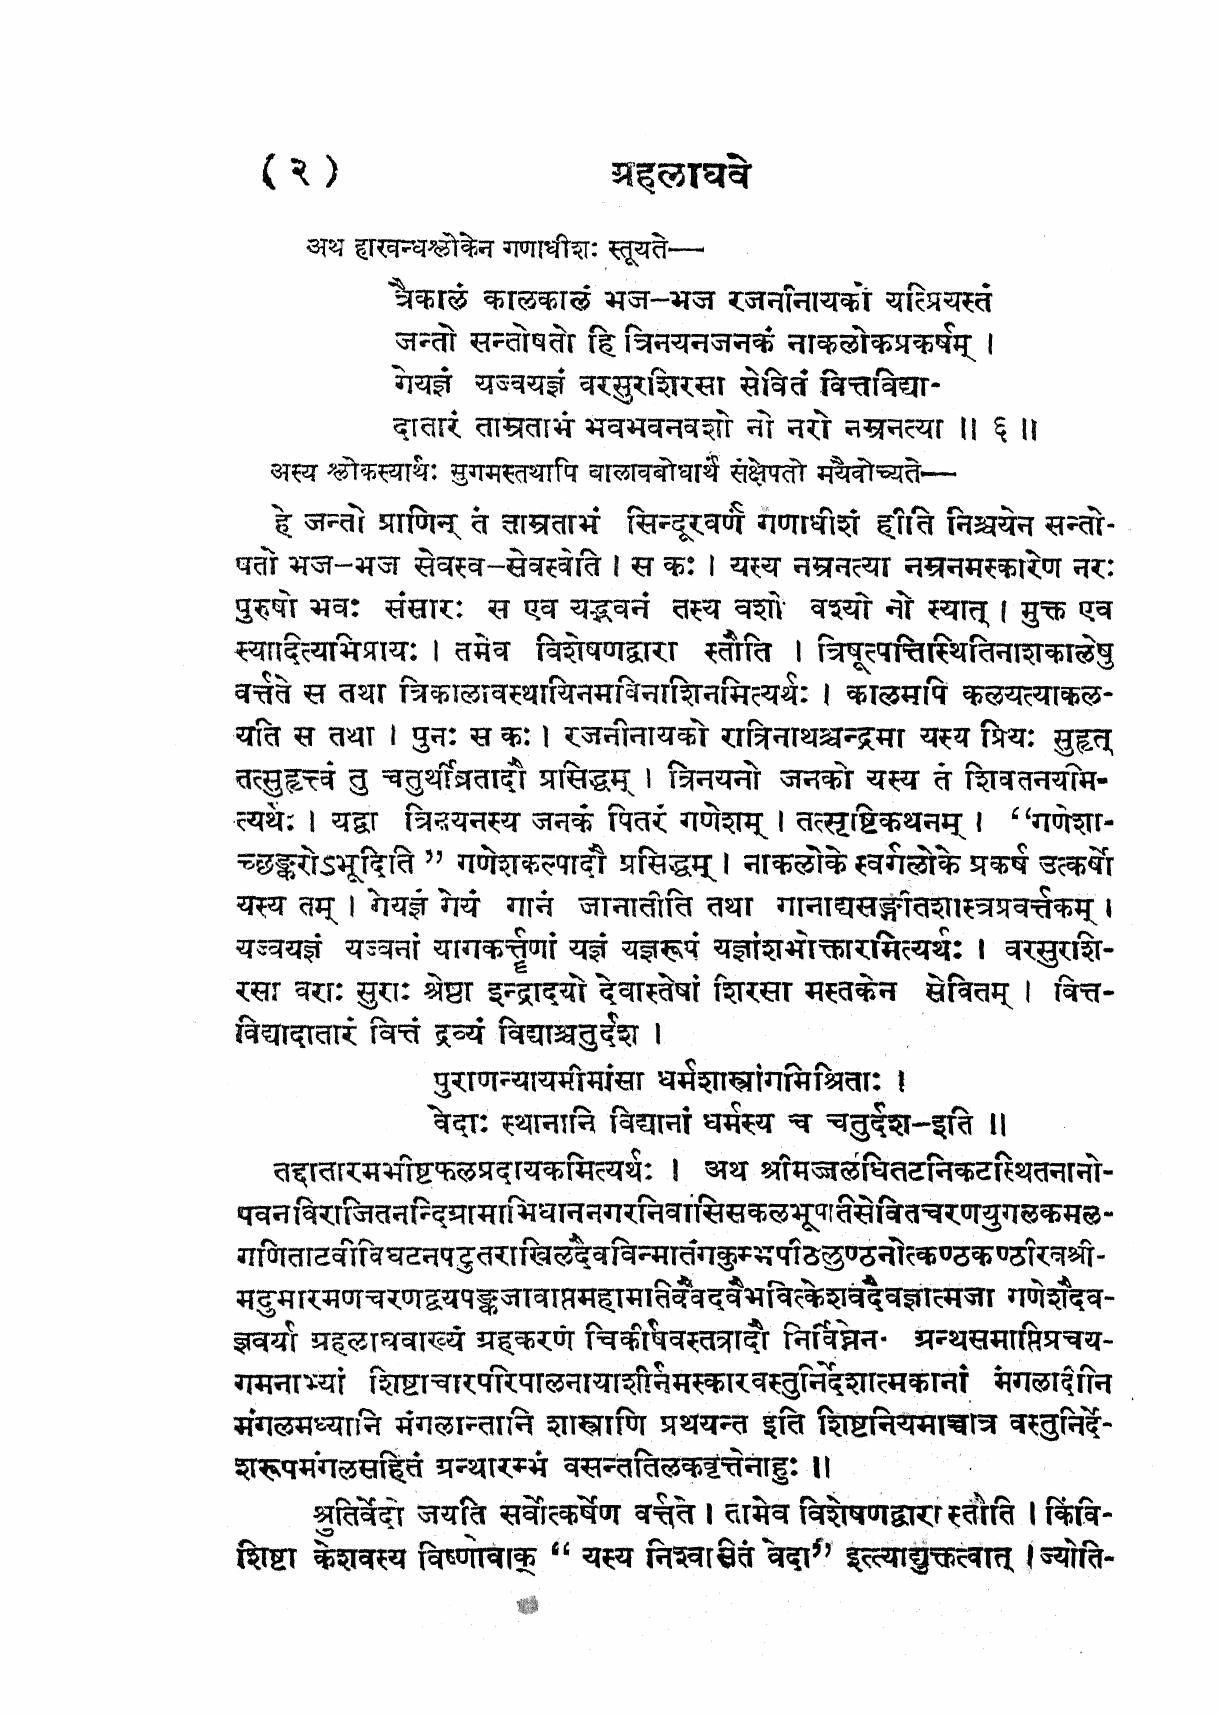 ( २ )
ग्रहलाघवे
अथ हारबन्धश्लोकेन गणाधीशः स्तूयते—
त्रैकालं कालकालं भज-भज रजनीनायको यत्प्रियस्तं
जन्तो सन्तोषतो हि त्रिनयनजनकं नाकलोकप्रकर्षम् ।
गेयज्ञं यज्वयज्ञं वरसुरशिरसा सेवितं वित्तविद्या-
दातारं ताम्रताभं भवभवनवशो नो नरो नम्रनत्या ॥ ६ ॥
अस्य श्लोकस्यार्थः सुगमस्तथापि बालावबोधार्थं संक्षेपतो मयैवोच्यते—
हे जन्तो प्राणिन् तं ताम्रताभं सिन्दूरवर्णं गणाधीशं हीति निश्चयेन सन्तो-
षतो भज-भज सेवस्व-सेवस्वेति । स कः । यस्य नम्रनत्या नम्रनमस्कारेण नरः
पुरुषो भवः संसारः स एव यद्भवनं तस्य वशो वश्यो नो स्यात् । मुक्त एव
स्यादित्यभिप्रायः । तमेव विशेषणद्वारा स्तौति । त्रिषूत्पत्तिस्थितिनाशकालेषु
वर्त्तते स तथा त्रिकालावस्थायिनमविनाशिनमित्यर्थः । कालमपि कलयत्याकल-
यति स तथा । पुनः स कः । रजनीनायको रात्रिनाथश्चन्द्रमा यस्य प्रियः सुहृत्
तत्सुहृत्त्वं तु चतुर्थीव्रतादौ प्रसिद्धम् । त्रिनयनो जनको यस्य तं शिवतनयमि-
त्यर्थः । यद्वा त्रिनयनस्य जनकं पितरं गणेशम् । तत्सृष्टिकथनम् । “गणेशा-
च्छङ्करोऽभूदिति” गणेशकल्पादौ प्रसिद्धम् । नाकलोके स्वर्गलोके प्रकर्ष उत्कर्षो
यस्य तम् । गेयज्ञं गेयं गानं जानातीति तथा गानाद्यसङ्गीतशास्त्रप्रवर्त्तकम् ।
यज्वयज्ञं यज्वनां यागकर्त्तॄणां यज्ञं यज्ञरूपं यज्ञांशभोक्तारमित्यर्थः । वरसुरशि-
रसा वराः सुराः श्रेष्ठा इन्द्रादयो देवास्तेषां शिरसा मस्तकेन सेवितम् । वित्त-
विद्यादातारं वित्तं द्रव्यं विद्याश्चतुर्दश ।
पुराणन्यायमीमांसा धर्मशास्त्रांगमिश्रिताः ।
वेदाः स्थानानि विद्यानां धर्मस्य च चतुर्दश-इति ॥
तद्दातारमभीष्टफलप्रदायकमित्यर्थः । अथ श्रीमज्जलधितटनिकटस्थितनानो-
पवनविराजितनन्दिग्रामाभिधाननगरनिवासिसकलभूपतिसेवितचरणयुगलकमल-
गणिताटवीविघटनपटुतराखिलदैवविन्मातंगकुम्भपीठलुण्ठनोत्कण्ठकण्ठीरवश्री-
मदुमारमणचरणद्वयपङ्कजावाप्तमहामतिर्वैवदवैभवित्केशवदैवज्ञात्मजा गणेशदैव-
ज्ञवर्या ग्रहलाघवाख्यं ग्रहकरणं चिकीर्षवस्तत्रादौ निर्विघ्नेन ग्रन्थसमाप्तिप्रचय-
गमनाभ्यां शिष्टाचारपरिपालनायाशीर्नमस्कारवस्तुनिर्देशात्मकानां मंगलादीनि
मंगलमध्यानि मंगलान्तानि शास्त्राणि प्रथयन्त इति शिष्टनियमाच्चात्र वस्तुनिर्दे-
शरूपमंगलसहितं ग्रन्थारम्भं वसन्ततिलकवृत्तेनाहुः ॥
श्रुतिर्वेदो जयति सर्वोत्कर्षेण वर्त्तते । तामेव विशेषणद्वारा स्तौति । किंवि-
शिष्टा केशवस्य विष्णोवाक् “ यस्य निश्वासितं वेदा” इत्त्याद्युक्तत्वात् । ज्योति-